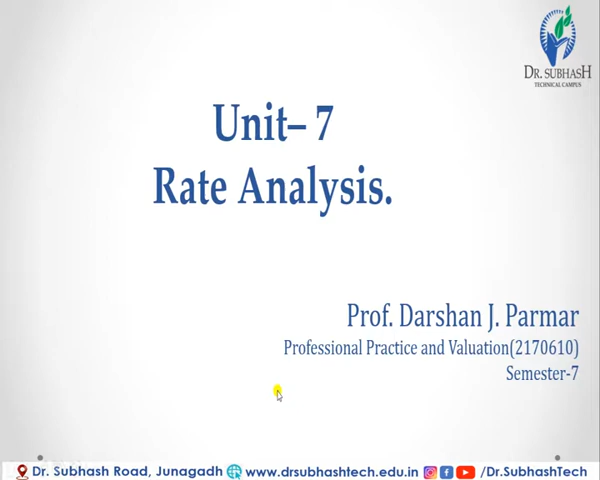 DR. SUBHASH
TECHNICAL CAMPUS
Unit– 7
Rate Analysis.
Prof. Darshan J. Parmar
Professional Practice and Valuation(2170610)
Semester-7
Dr. Subhash Road, Junagadh www.drsubhashtech.edu.in /Dr.SubhashTech